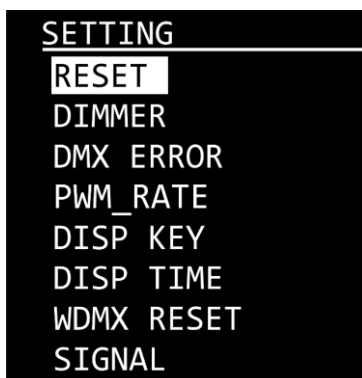 SETTING
RESET
DIMMER
DMX ERROR
PWM_RATE
DISP KEY
DISP TIME
WDMX RESET
SIGNAL